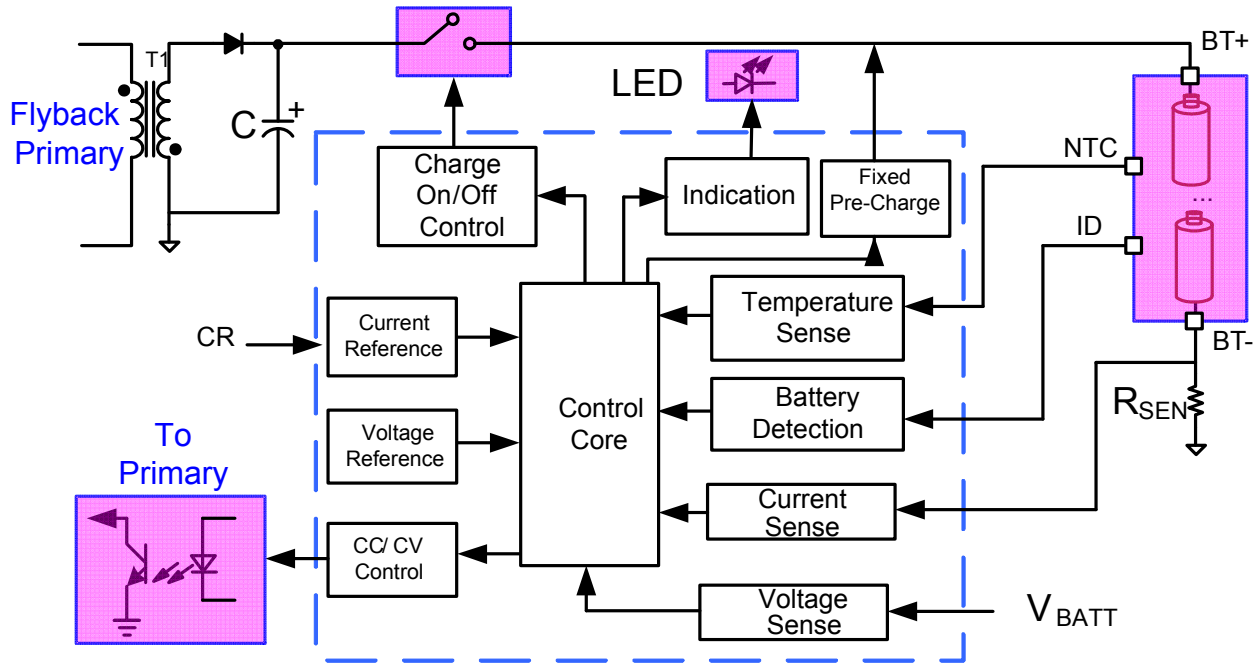 T1
BT+
LED
Flyback
Primary
C
+
Charge
On/Off
Control
Indication
Fixed
Pre-Charge
NTC
...
ID
Temperature
Sense
Current
Reference
CR
BT-
Control
Core
Battery
Detection
RSEN
Voltage
Reference
To
Primary
Current
Sense
CC/ CV
Control
Voltage
Sense
VBATT